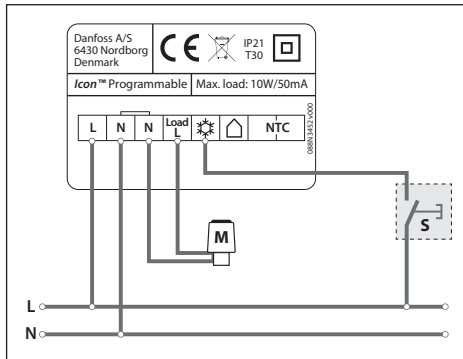 Danfoss A/S
6430 Nordborg
Denmark
CE
IP21
T30
Icon™ Programmable
Max. load: 10W/50mA
L N N Load L NTC
088N3452 v000
S
M
L
N